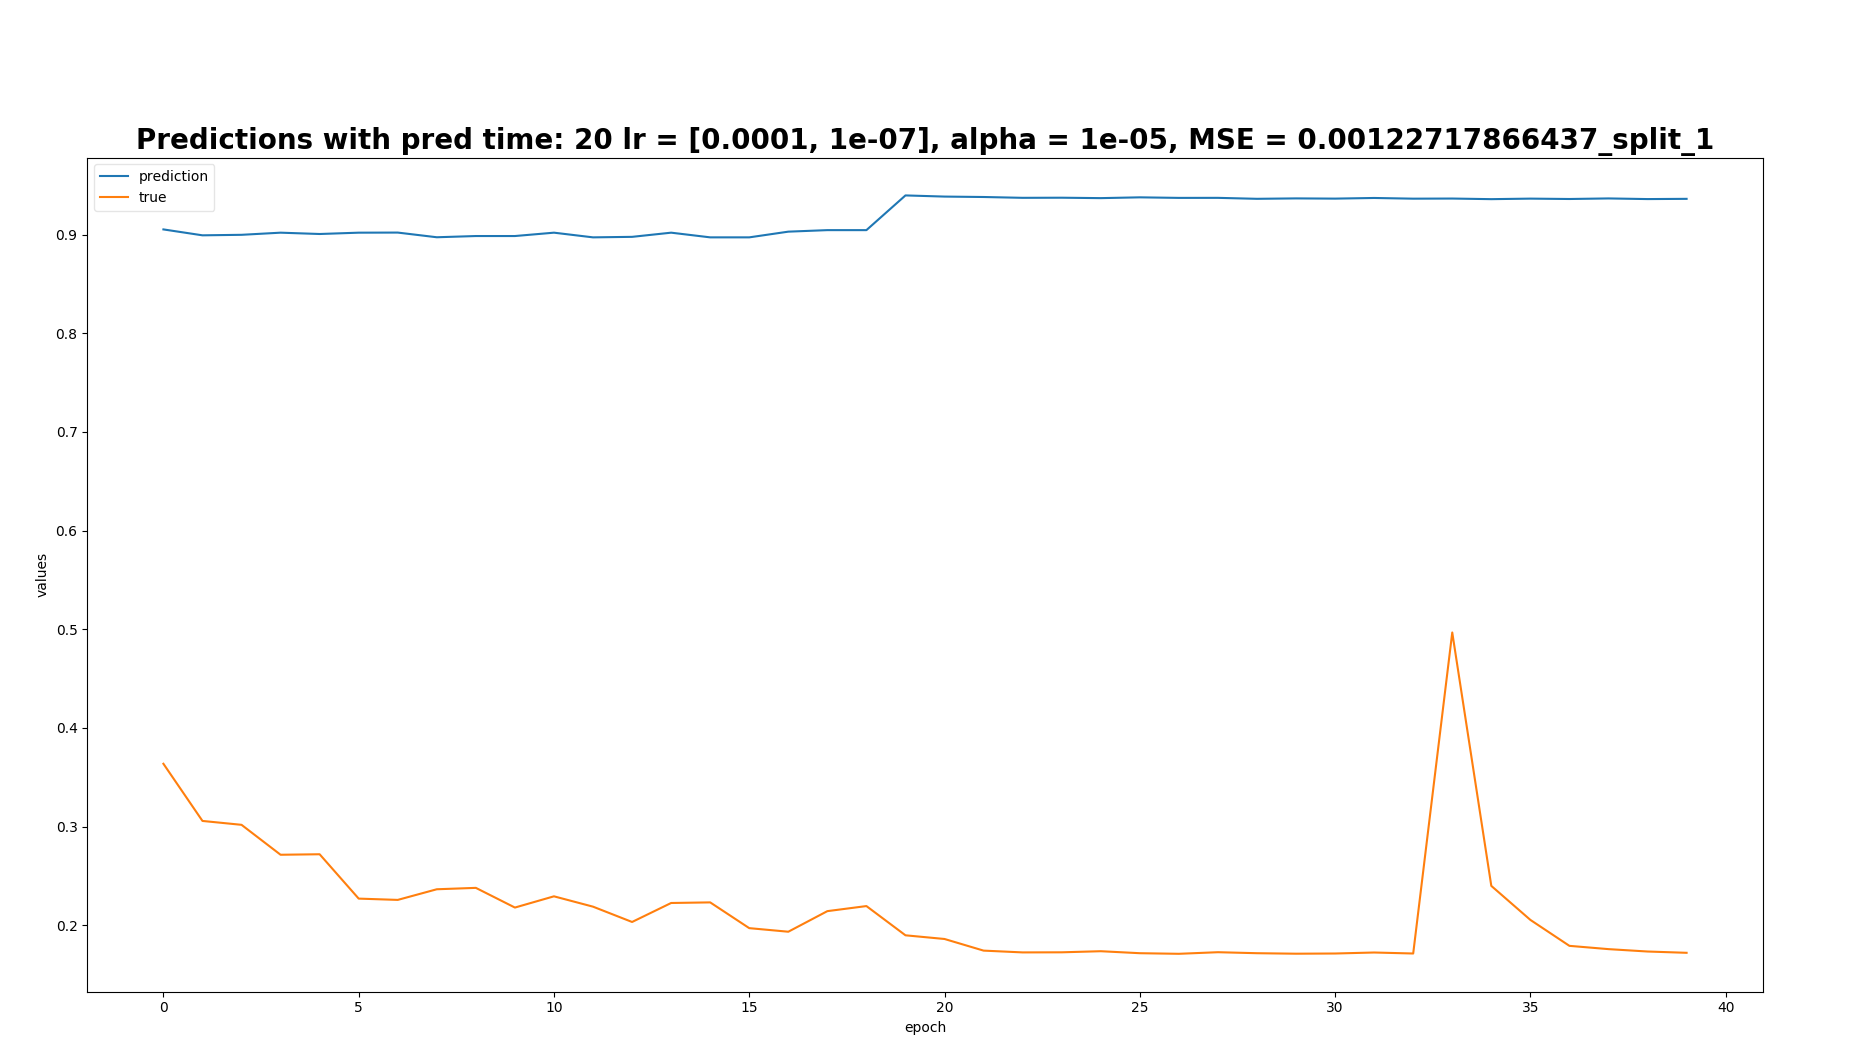 Predictions with pred time: 20 lr = [0.0001, 1e-07], alpha = 1e-05, MSE = 0.00122717866437_split_1
prediction
true
0.9
0.8
0.7
0.6
0.5
0.4
0.3
0.2
values
0 5 10 15 20 25 30 35 40
epoch